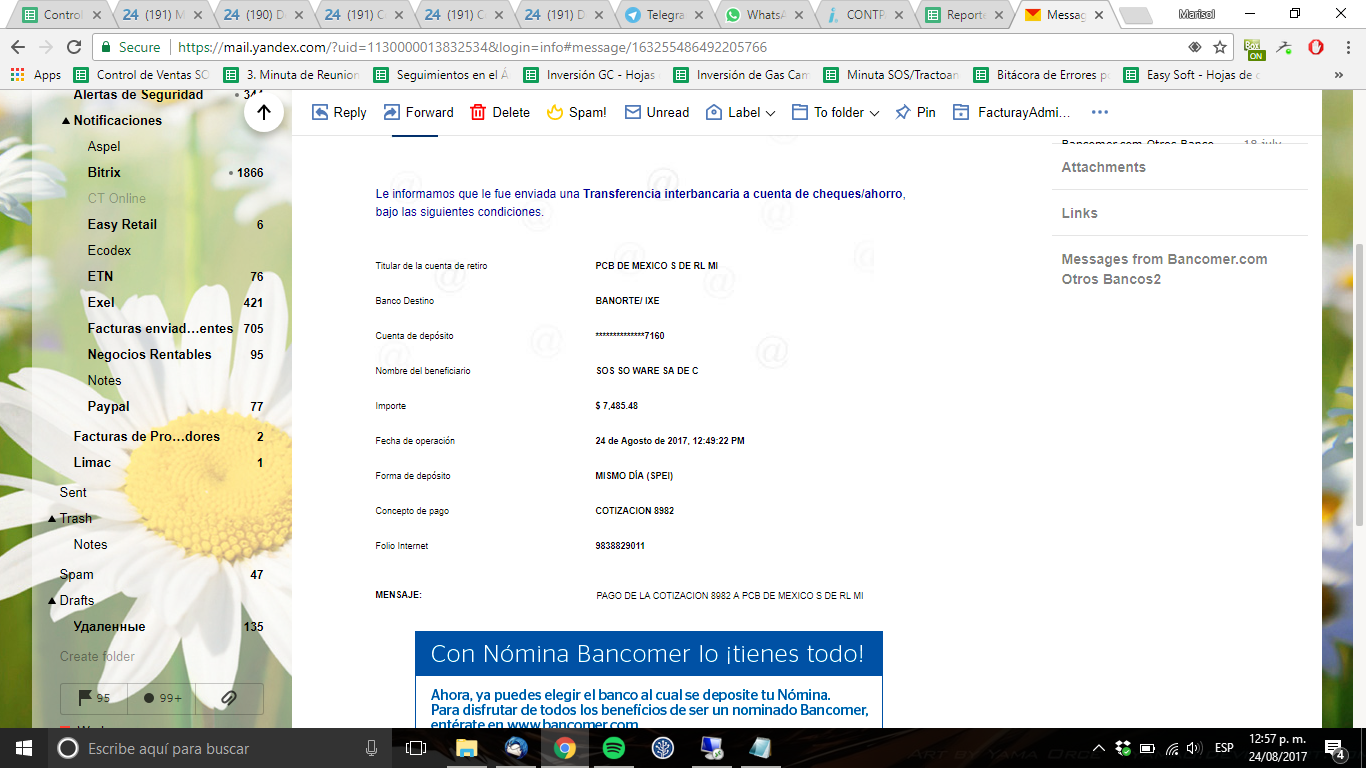 Control
24 (191) M
24 (190) D
24 (191) C
24 (191) C
24 (191) D
Telegra
WhatsA
CONTR
Reporte
Messag
Marisol
Secure
https://mail.yandex.com/?uid=1130000013832534&login=info#message/163255486492205766
ON
Apps
Control de Ventas SO
3. Minuta de Reunion
Seguimientos en el Á
Inversión GC - Hojas
Inversión de Gas Cam
Minuta SOS/Tractoan
Bitácora de Errores p
Easy Soft - Hojas de c
»
Alertas de Seguridad
Notificaciones
Aspel
Bitrix 1866
CT Online
Easy Retail 6
Ecodex
ETN 76
Exel 421
Facturas enviad...entes 705
Negocios Rentables 95
Notes
Paypal 77
Facturas de Pro...dores 2
Limac 1
Sent
Trash
Notes
Spam 47
Drafts
Удаленные 135
Create folder
95
99+
Reply
Forward
Delete
Spam!
Unread
Label
To folder
Pin
FacturayAdmi...
Le informamos que le fue enviada una Transferencia interbancaria a cuenta de cheques/ahorro,
bajo las siguientes condiciones.
Titular de la cuenta de retiro PCB DE MEXICO S DE RL MI
Banco Destino BANORTE/ IXE
Cuenta de depósito **************7160
Nombre del beneficiario SOS SO WARE SA DE C
Importe $ 7,485.48
Fecha de operación 24 de Agosto de 2017, 12:49:22 PM
Forma de depósito MISMO DÍA (SPEI)
Concepto de pago COTIZACION 8982
Folio Internet 9838829011
MENSAJE: PAGO DE LA COTIZACION 8982 A PCB DE MEXICO S DE RL MI
Con Nómina Bancomer lo ¡tienes todo!
Ahora, ya puedes elegir el banco al cual se deposite tu Nómina.
Para disfrutar de todos los beneficios de ser un nominado Bancomer,
entérate en www.bancomer.com
Bancomer.com Otros Banco 18 july
Attachments
Links
Messages from Bancomer.com
Otros Bancos2
Escribe aquí para buscar
ESP
12:57 p. m.
24/08/2017
4